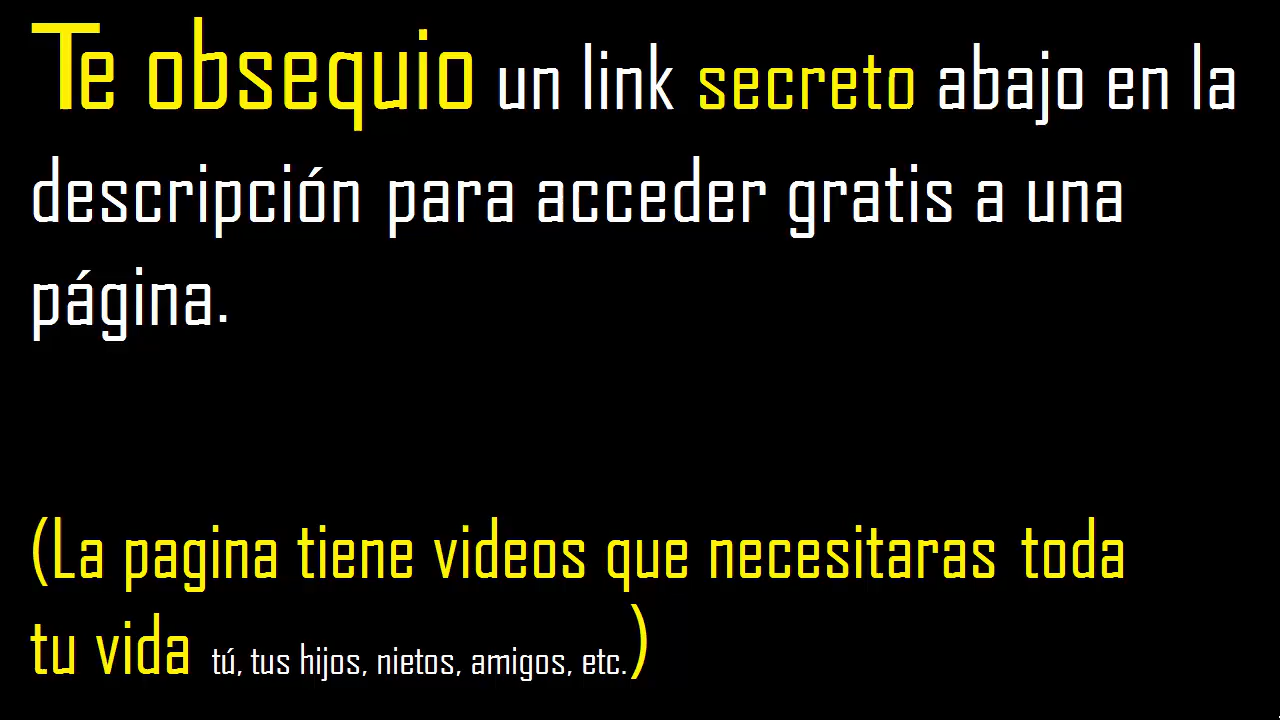 Te obsequio un link secreto abajo en la
descripción para acceder gratis a una
página.
(La pagina tiene videos que necesitaras toda
tu vida tú, tus hijos, nietos, amigos, etc.)